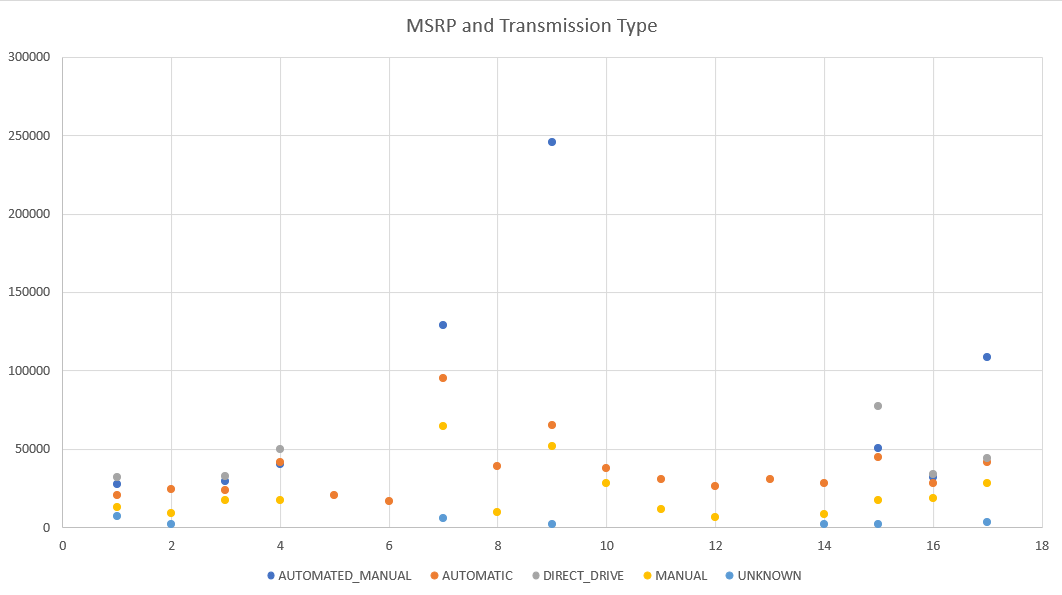 MSRP and Transmission Type
300000
250000
200000
150000
100000
50000
0
0 2 4 6 8 10 12 14 16 18
AUTOMATED_MANUAL AUTOMATIC DIRECT_DRIVE MANUAL UNKNOWN